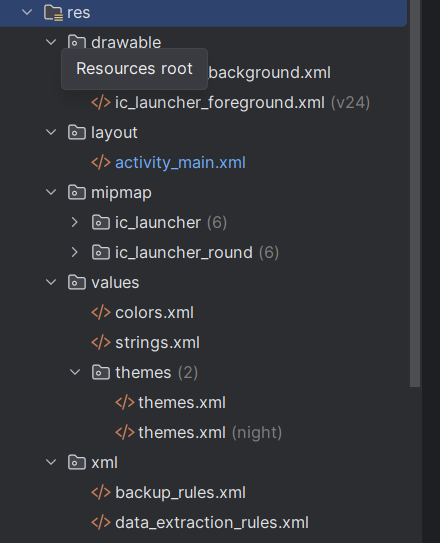 res
drawable
Resources root
background.xml
ic_launcher_foreground.xml (v24)
layout
activity_main.xml
mipmap
ic_launcher (6)
ic_launcher_round (6)
values
colors.xml
strings.xml
themes (2)
themes.xml
themes.xml (night)
xml
backup_rules.xml
data_extraction_rules.xml